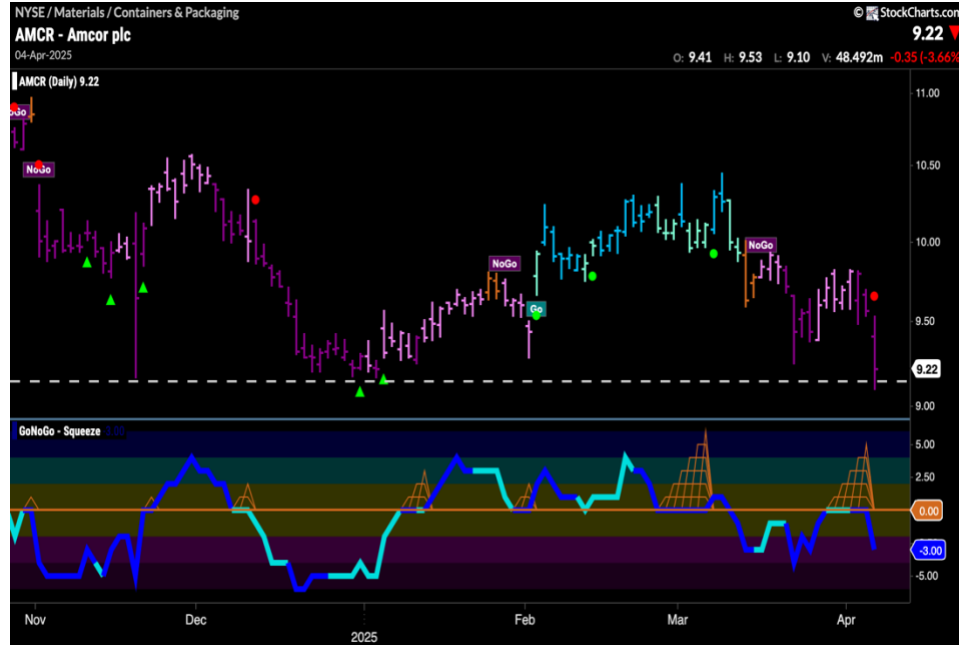 NYSE / Materials / Containers & Packaging
© StockCharts.com
AMCR - Amcor plc
9.22
04-Apr-2025
O: 9.41 H: 9.53 L: 9.10 V: 48.492m -0.35 (-3.66%
AMCR (Daily) 9.22
11.00
10.50
10.00
9.50
9.22
9.00
NoGo
NoGo
Go
NoGo
GoNoGo - Squeeze
5.00
2.50
0.00
-3.00
-5.00
Nov Dec Feb Mar Apr
2025